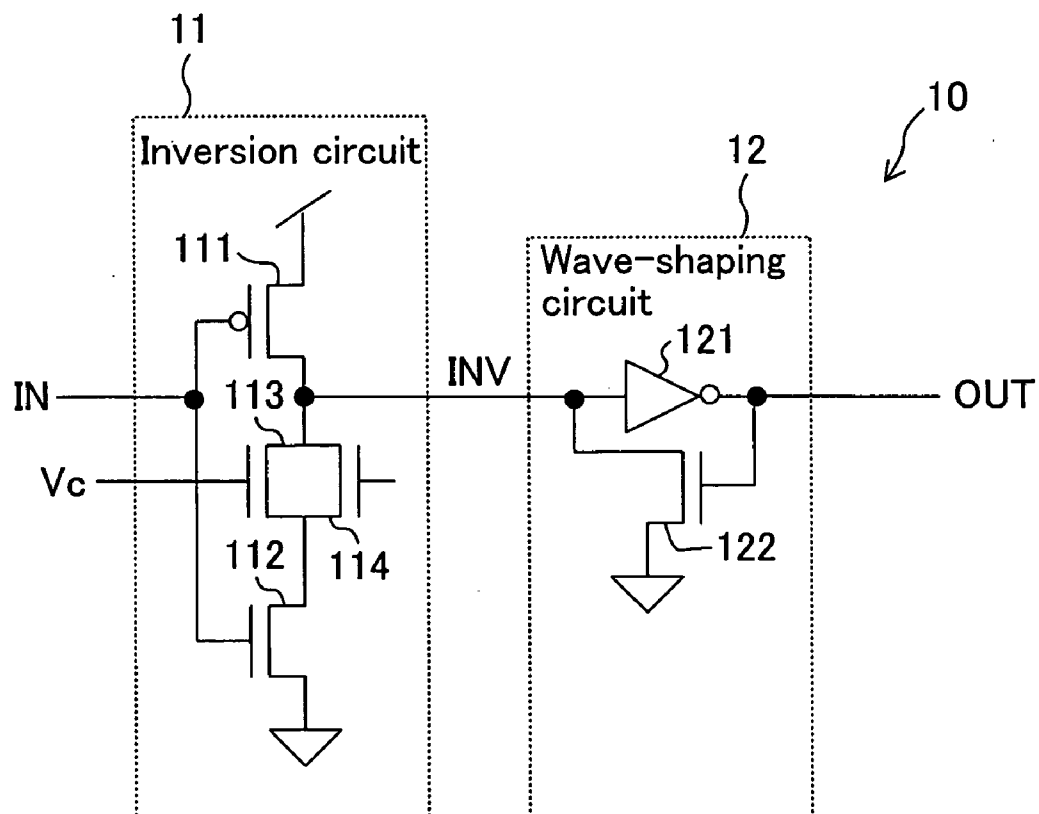 11
10
Inversion circuit
12
111
Wave-shaping
circuit
121
INV
IN
113
OUT
Vc
122
112
114